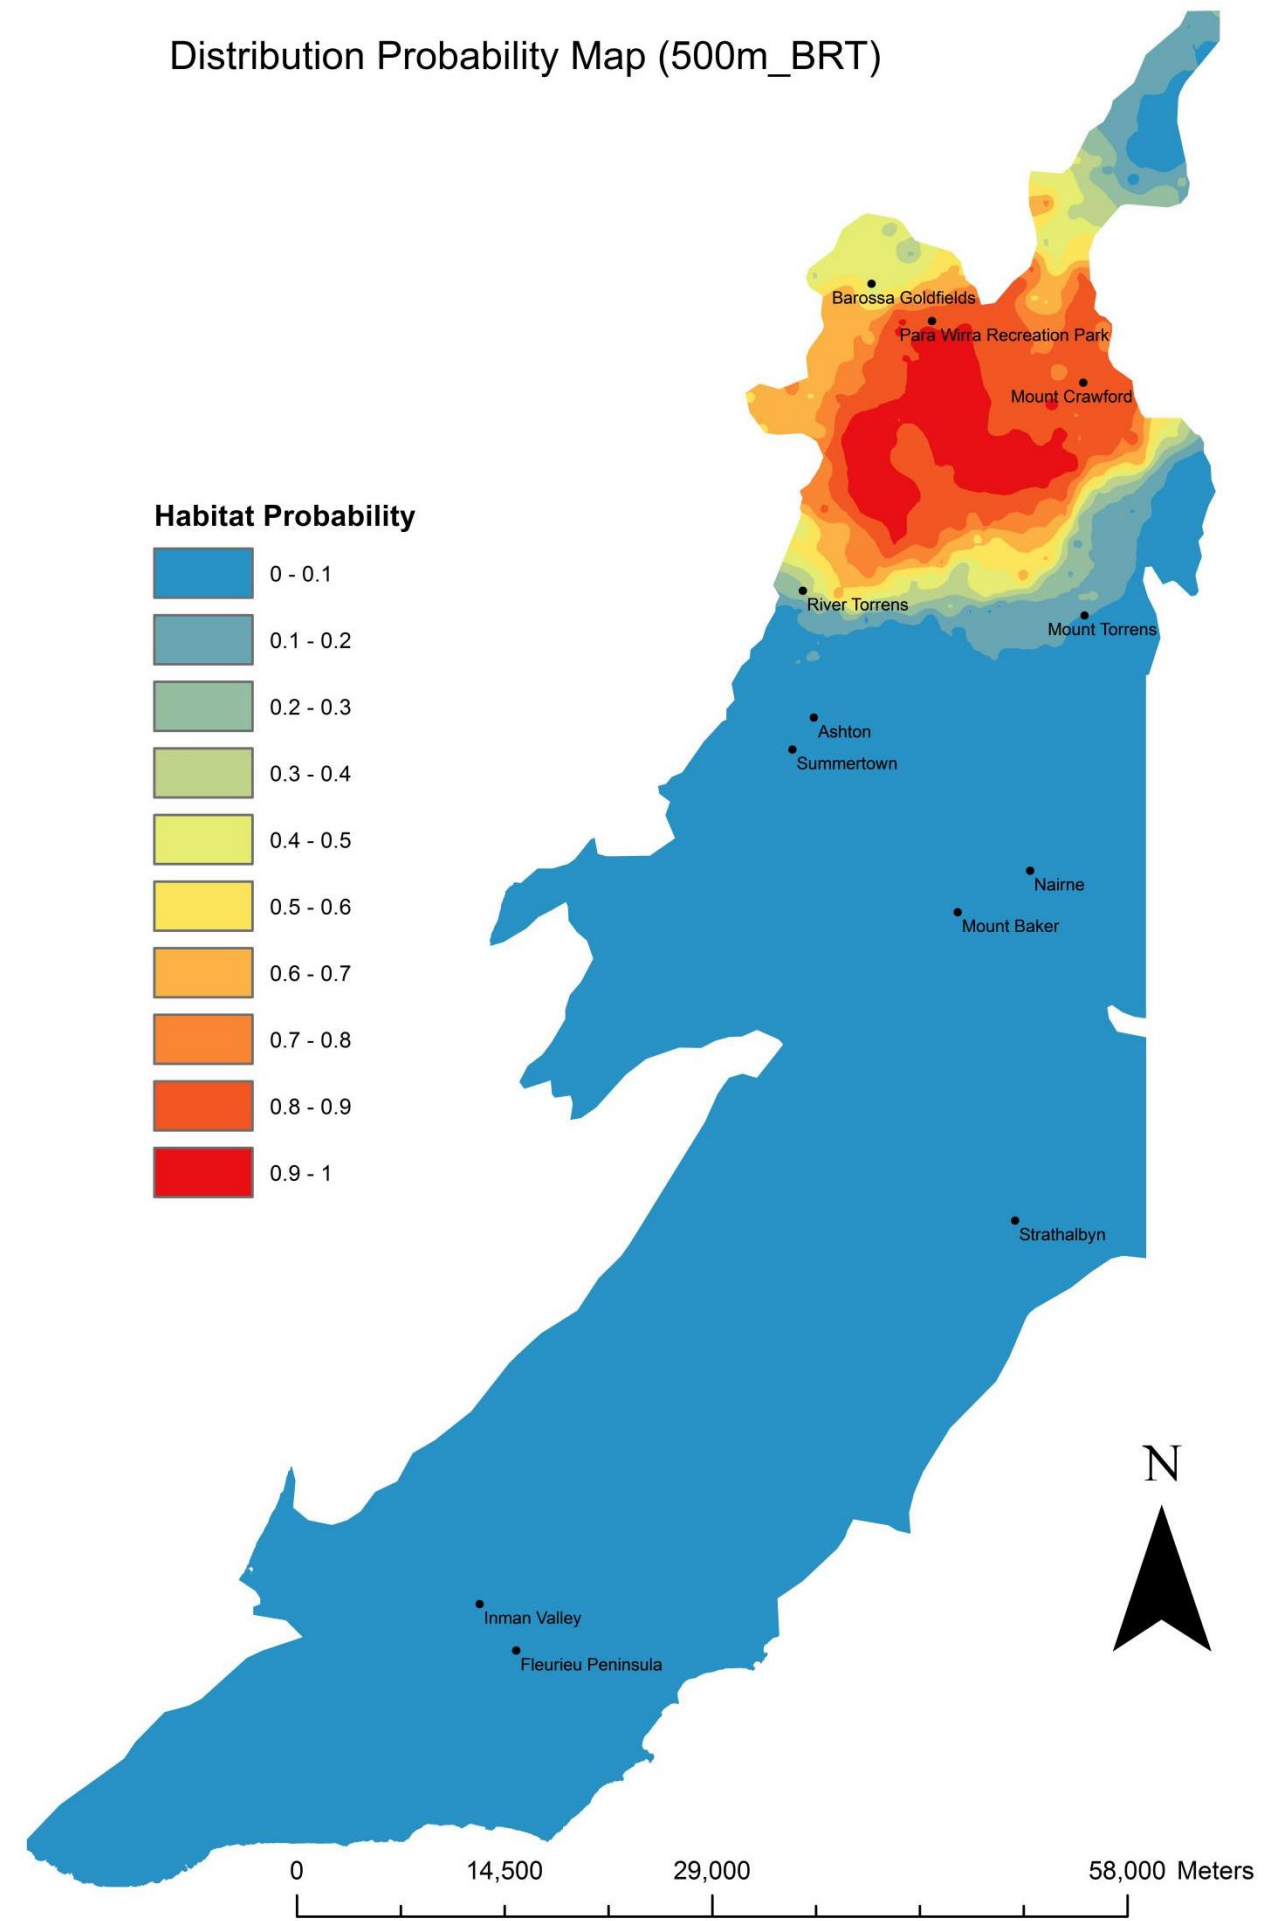 Distribution Probability Map (500m_BRT)
Barossa Goldfields
Para Wirra Recreation Park
Mount Crawford
Habitat Probability
0 - 0.1
0.1 - 0.2
0.2 - 0.3
0.3 - 0.4
0.4 - 0.5
0.5 - 0.6
0.6 - 0.7
0.7 - 0.8
0.8 - 0.9
0.9 - 1
River Torrens
Mount Torrens
Ashton
Summertown
Nairne
Mount Baker
Strathalbyn
N
Inman Valley
Fleurieu Peninsula
0 14,500 29,000 58,000 Meters